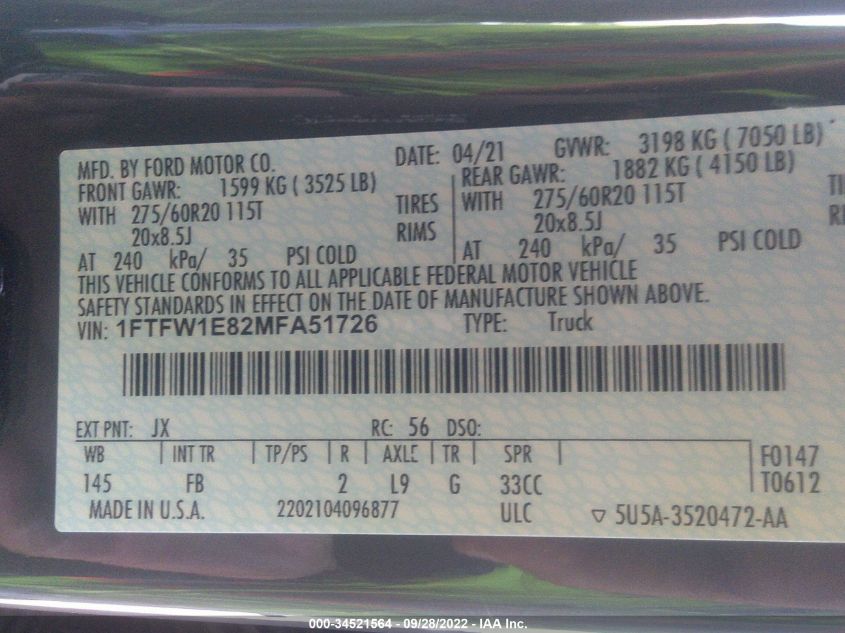 MFD. BY FORD MOTOR CO. DATE: 04/21 GVWR: 3198 KG ( 7050 LB)
FRONT GAWR: 1599 KG ( 3525 LB) REAR GAWR: 1882 KG ( 4150 LB)
WITH 275/60R20 115T TIRES WITH 275/60R20 115T
20x8.5J RIMS 20x8.5J
AT 240 kPa/ 35 PSI COLD AT 240 kPa/ 35 PSI COLD
THIS VEHICLE CONFORMS TO ALL APPLICABLE FEDERAL MOTOR VEHICLE
SAFETY STANDARDS IN EFFECT ON THE DATE OF MANUFACTURE SHOWN ABOVE.
VIN: 1FTFW1E82MFA51726 TYPE: Truck
EXT PNT: JX RC: 56 DSO:
WB INT TR TP/PS R AXLE TR SPR F0147
145 FB 2 L9 G 33CC T0612
MADE IN U.S.A. 2202104096877 ULC ▽ 5U5A-3520472-AA
000-34521564 - 09/28/2022 - IAA Inc.